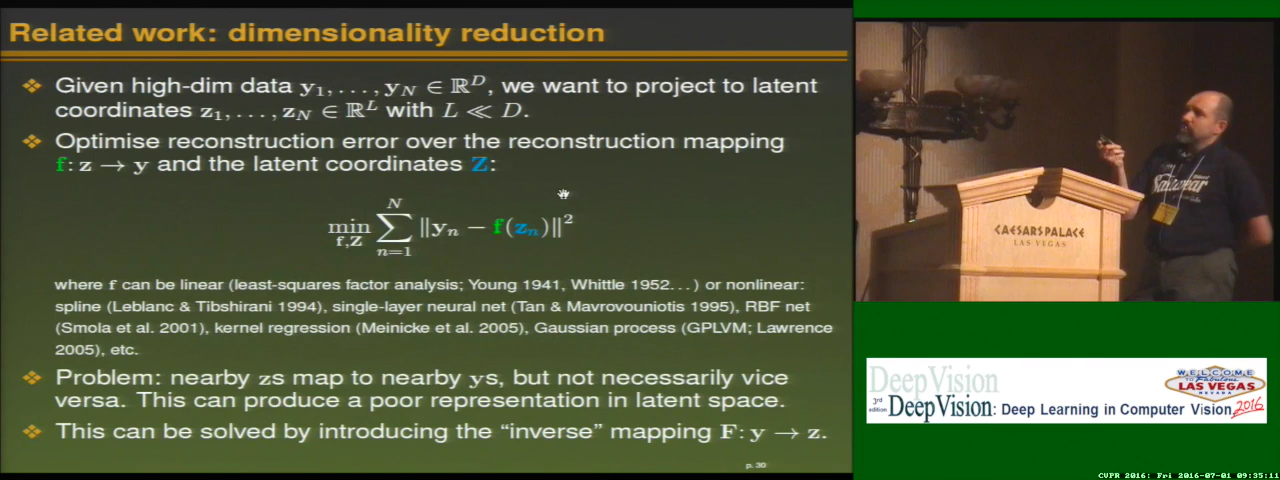 Related work: dimensionality reduction
❖ Given high-dim data y₁, . . . , y_N ∈ ℝ^D, we want to project to latent
coordinates z₁, . . . , z_N ∈ ℝ^L with L ≪ D.
❖ Optimise reconstruction error over the reconstruction mapping
f: z → y and the latent coordinates Z:
min_{f,Z} ∑_{n=1}^{N} ‖y_n − f(z_n)‖²
where f can be linear (least-squares factor analysis; Young 1941, Whittle 1952. . . ) or nonlinear:
spline (Leblanc & Tibshirani 1994), single-layer neural net (Tan & Mavrovouniotis 1995), RBF net
(Smola et al. 2001), kernel regression (Meinicke et al. 2005), Gaussian process (GPLVM; Lawrence
2005), etc.
❖ Problem: nearby zs map to nearby ys, but not necessarily vice
versa. This can produce a poor representation in latent space.
❖ This can be solved by introducing the “inverse” mapping F: y → z.
p. 30
CAESARS PALACE
LAS VEGAS
DeepVision
WELCOME
TO Fabulous
LAS VEGAS
NEVADA
3rd
edition
DeepVision: Deep Learning in Computer Vision 2016
CVPR 2016: Fri 2016-07-01 09:35:11